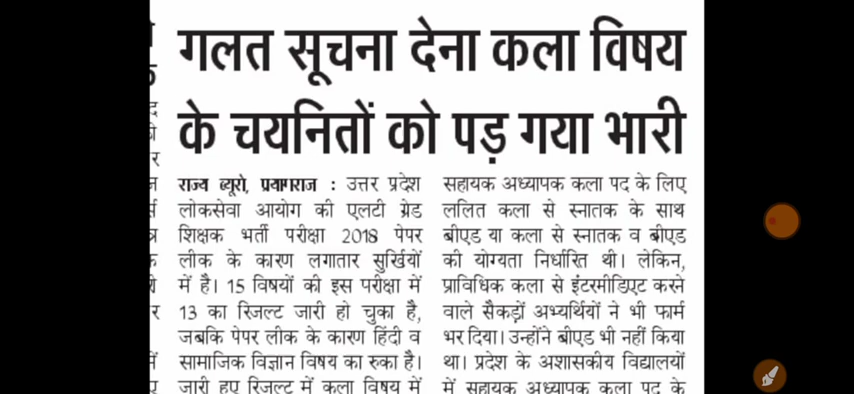 गलत सूचना देना कला विषय
के चयनितों को पड़ गया भारी
राज्य ब्यूरो, प्रयागराज : उत्तर प्रदेश
लोकसेवा आयोग की एलटी ग्रेड
शिक्षक भर्ती परीक्षा 2018 पेपर
लीक के कारण लगातार सुर्खियों
में है। 15 विषयों की इस परीक्षा में
13 का रिजल्ट जारी हो चुका है,
जबकि पेपर लीक के कारण हिंदी व
सामाजिक विज्ञान विषय का रुका है।
जारी हुए रिजल्ट में कला विषय में
सहायक अध्यापक कला पद के लिए
ललित कला से स्नातक के साथ
बीएड या कला से स्नातक व बीएड
की योग्यता निर्धारित थी। लेकिन,
प्राविधिक कला से इंटरमीडिएट करने
वाले सैकड़ों अभ्यर्थियों ने भी फार्म
भर दिया। उन्होंने बीएड भी नहीं किया
था। प्रदेश के अशासकीय विद्यालयों
में सहायक अध्यापक कला पद के